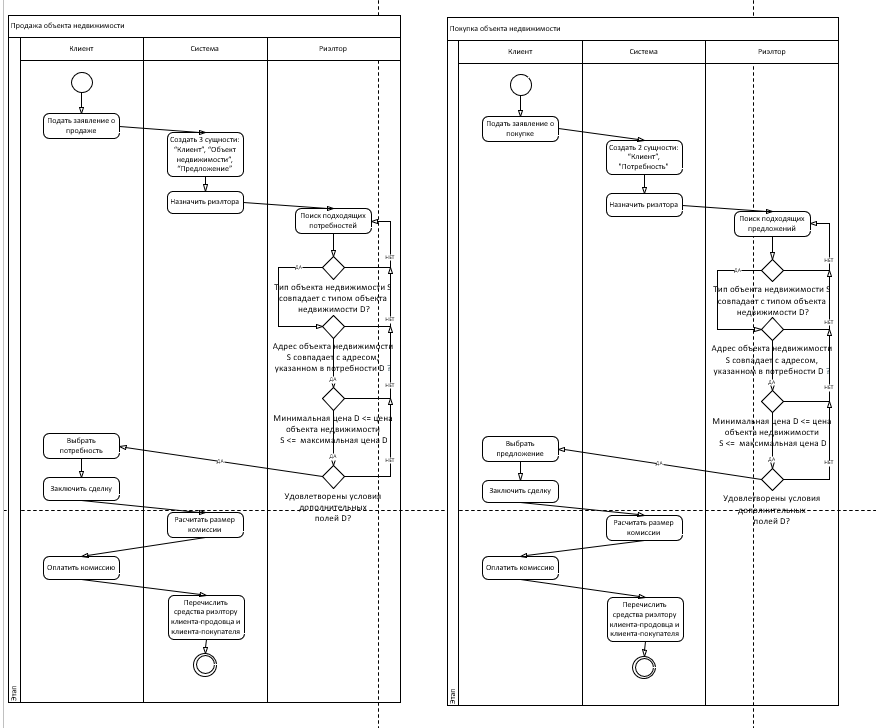 Продажа объекта недвижимости
Клиент
Система
Риэлтор
Подать заявление о
продаже
Создать 3 сущности:
"Клиент", "Объект
недвижимости",
"Предложение"
Назначить риэлтора
Поиск подходящих
потребностей
НЕТ
ДА
Тип объекта недвижимости S
совпадает с типом объекта
недвижимости D?
НЕТ
Адрес объекта недвижимости
S совпадает с адресом,
указанном в потребности D ?
ДА
НЕТ
Минимальная цена D <= цена
объекта недвижимости
S <= максимальная цена D
ДА
НЕТ
ДА
Удовлетворены условия
дополнительных
полей D?
Выбрать
потребность
Заключить сделку
Расчитать размер
комиссии
Оплатить комиссию
Перечислить
средства риэлтору
клиента-продовца и
клиента-покупателя
Этап
Покупка объекта недвижимости
Клиент
Система
Риэлтор
Подать заявление о
покупке
Создать 2 сущности:
"Клиент",
"Потребность"
Назначить риэлтора
Поиск подходящих
предложений
НЕТ
ДА
Тип объекта недвижимости S
совпадает с типом объекта
недвижимости D?
НЕТ
Адрес объекта недвижимости
S совпадает с адресом,
указанном в потребности D ?
ДА
НЕТ
Минимальная цена D <= цена
объекта недвижимости
S <= максимальная цена D
ДА
НЕТ
ДА
Удовлетворены условия
дополнительных
полей D?
Выбрать
предложение
Заключить сделку
Расчитать размер
комиссии
Оплатить комиссию
Перечислить
средства риэлтору
клиента-продовца и
клиента-покупателя
Этап